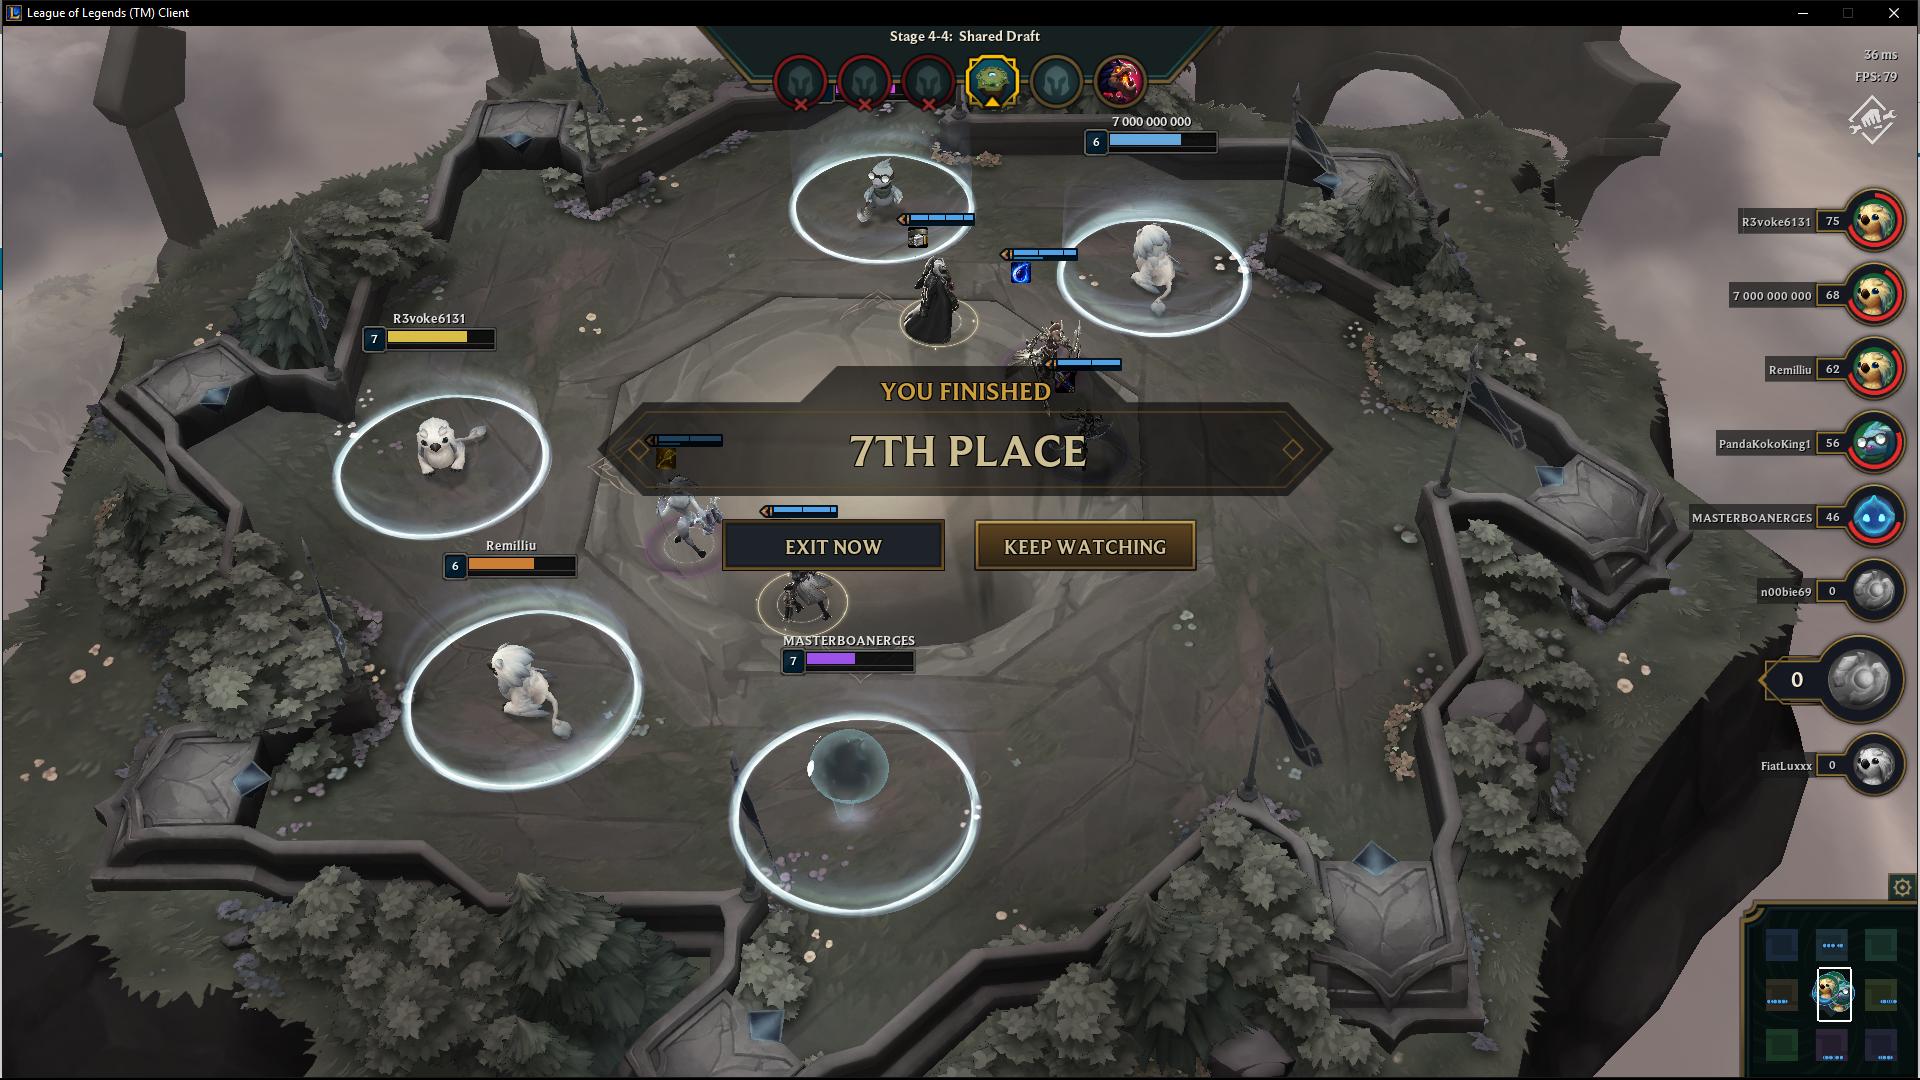 League of Legends (TM) Client
Stage 4-4: Shared Draft
36 ms
FPS: 79
7 000 000 000
6
R3voke6131
7
R3voke6131 75
7 000 000 000 68
Remilliu 62
YOU FINISHED
7TH PLACE
PandaKokoKing1 56
MASTERBOANERGES 46
EXIT NOW
KEEP WATCHING
Remilliu
6
n00bie69 0
MASTERBOANERGES
7
0
FiatLuxxx 0